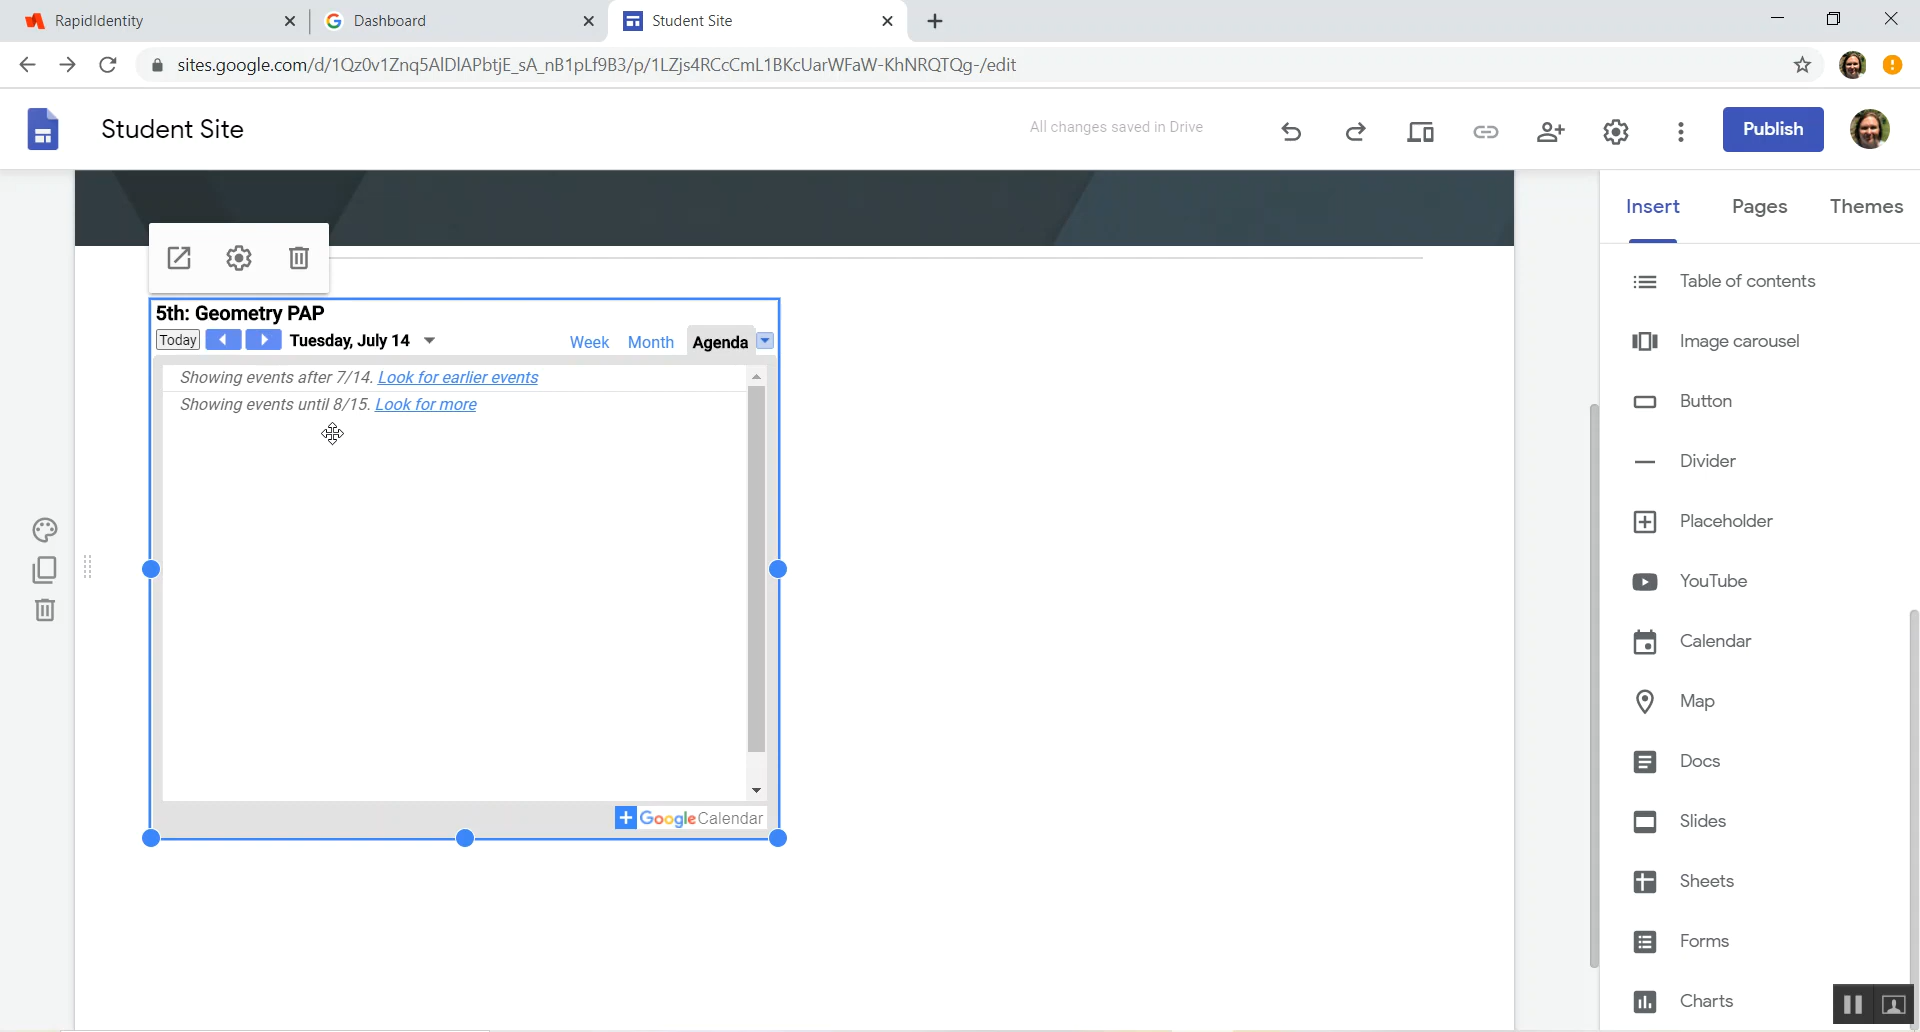 RapidIdentity
Dashboard
Student Site
sites.google.com/d/1Qz0v1Znq5AlDlAPbtjE_sA_nB1pLf9B3/p/1LZjs4RCcCmL1BKcUarWFaW-KhNRQTQg-/edit
Student Site
All changes saved in Drive
Publish
Insert Pages Themes
5th: Geometry PAP
Today Tuesday, July 14 Week Month Agenda
Showing events after 7/14. Look for earlier events
Showing events until 8/15. Look for more
Google Calendar
Table of contents
Image carousel
Button
Divider
Placeholder
YouTube
Calendar
Map
Docs
Slides
Sheets
Forms
Charts